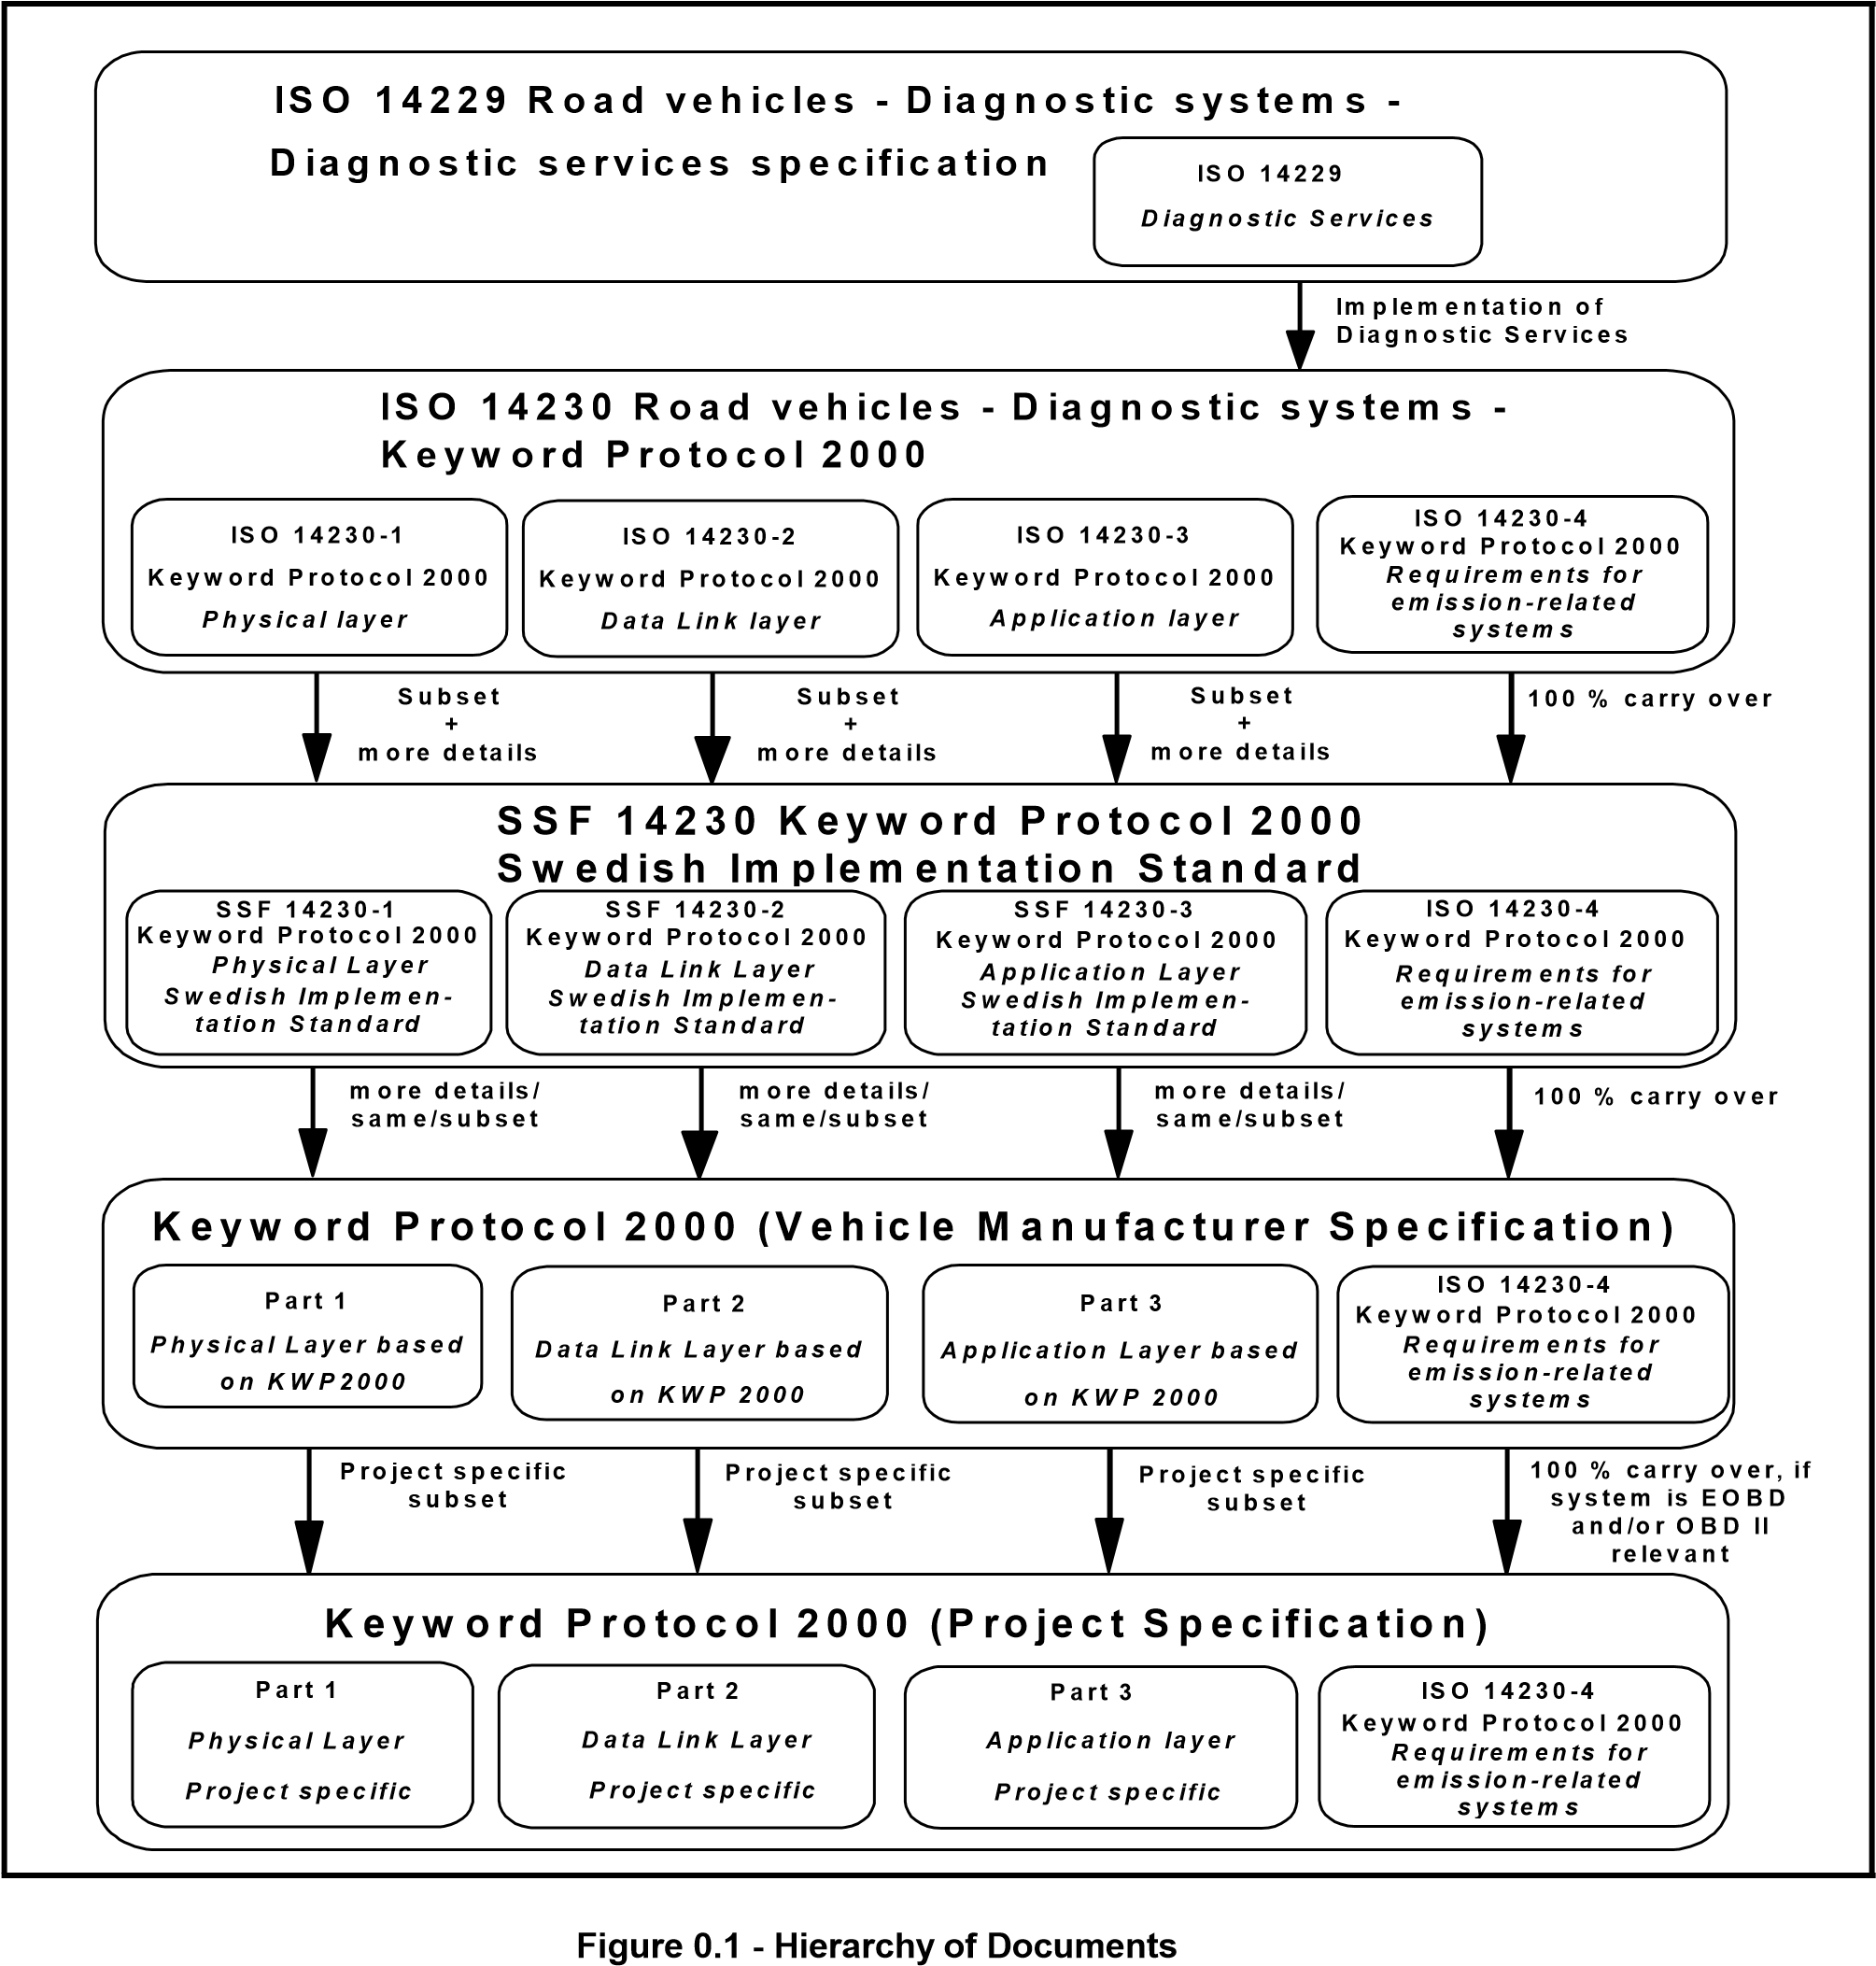 ISO 14229 Road vehicles - Diagnostic systems -
Diagnostic services specification
ISO 14229
Diagnostic Services
Implementation of
Diagnostic Services
ISO 14230 Road vehicles - Diagnostic systems -
Keyword Protocol 2000
ISO 14230-1
Keyword Protocol 2000
Physical layer
ISO 14230-2
Keyword Protocol 2000
Data Link layer
ISO 14230-3
Keyword Protocol 2000
Application layer
ISO 14230-4
Keyword Protocol 2000
Requirements for
emission-related
systems
Subset
+
more details
Subset
+
more details
Subset
+
more details
100 % carry over
SSF 14230 Keyword Protocol 2000
Swedish Implementation Standard
SSF 14230-1
Keyword Protocol 2000
Physical Layer
Swedish Implemen-
tation Standard
SSF 14230-2
Keyword Protocol 2000
Data Link Layer
Swedish Implemen-
tation Standard
SSF 14230-3
Keyword Protocol 2000
Application Layer
Swedish Implemen-
tation Standard
ISO 14230-4
Keyword Protocol 2000
Requirements for
emission-related
systems
more details/
same/subset
more details/
same/subset
more details/
same/subset
100 % carry over
Keyword Protocol 2000 (Vehicle Manufacturer Specification)
Part 1
Physical Layer based
on KWP2000
Part 2
Data Link Layer based
on KWP 2000
Part 3
Application Layer based
on KWP 2000
ISO 14230-4
Keyword Protocol 2000
Requirements for
emission-related
systems
Project specific
subset
Project specific
subset
Project specific
subset
100 % carry over, if
system is EOBD
and/or OBD II
relevant
Keyword Protocol 2000 (Project Specification)
Part 1
Physical Layer
Project specific
Part 2
Data Link Layer
Project specific
Part 3
Application layer
Project specific
ISO 14230-4
Keyword Protocol 2000
Requirements for
emission-related
systems
Figure 0.1 - Hierarchy of Documents